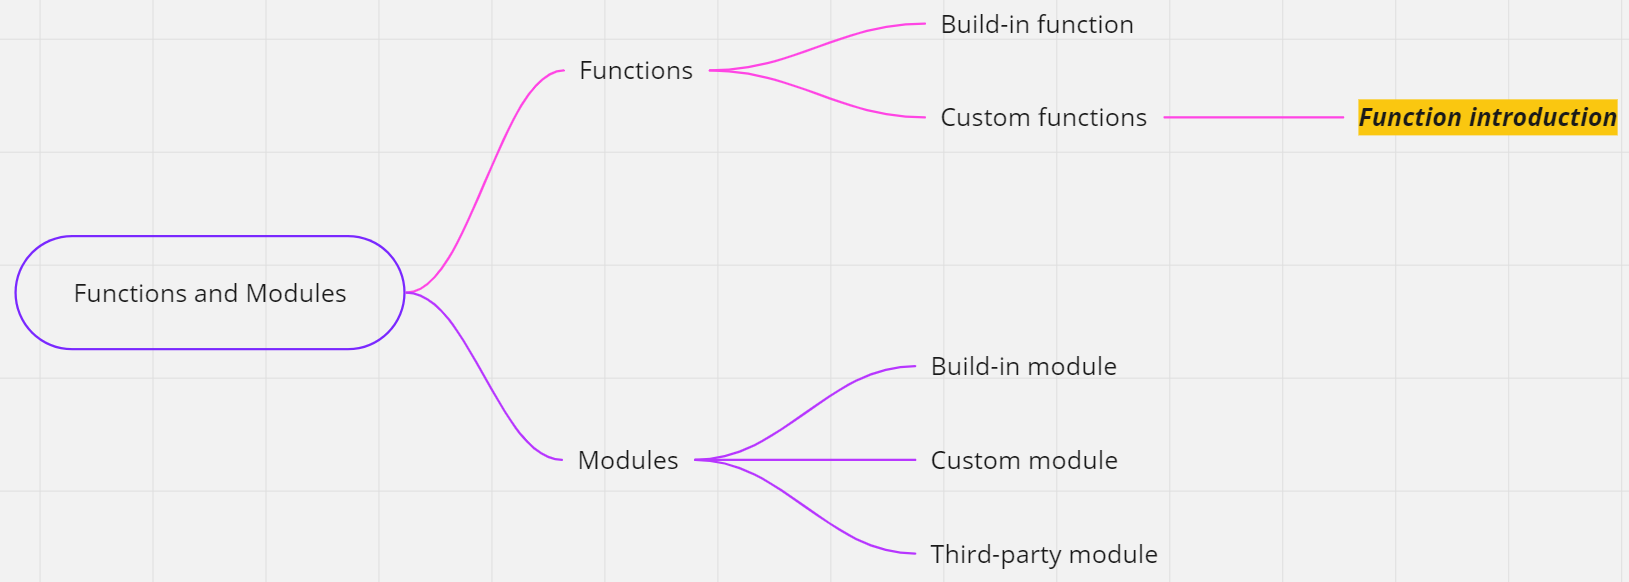 Build-in function
Functions
Custom functions
Function introduction
Functions and Modules
Build-in module
Modules
Custom module
Third-party module